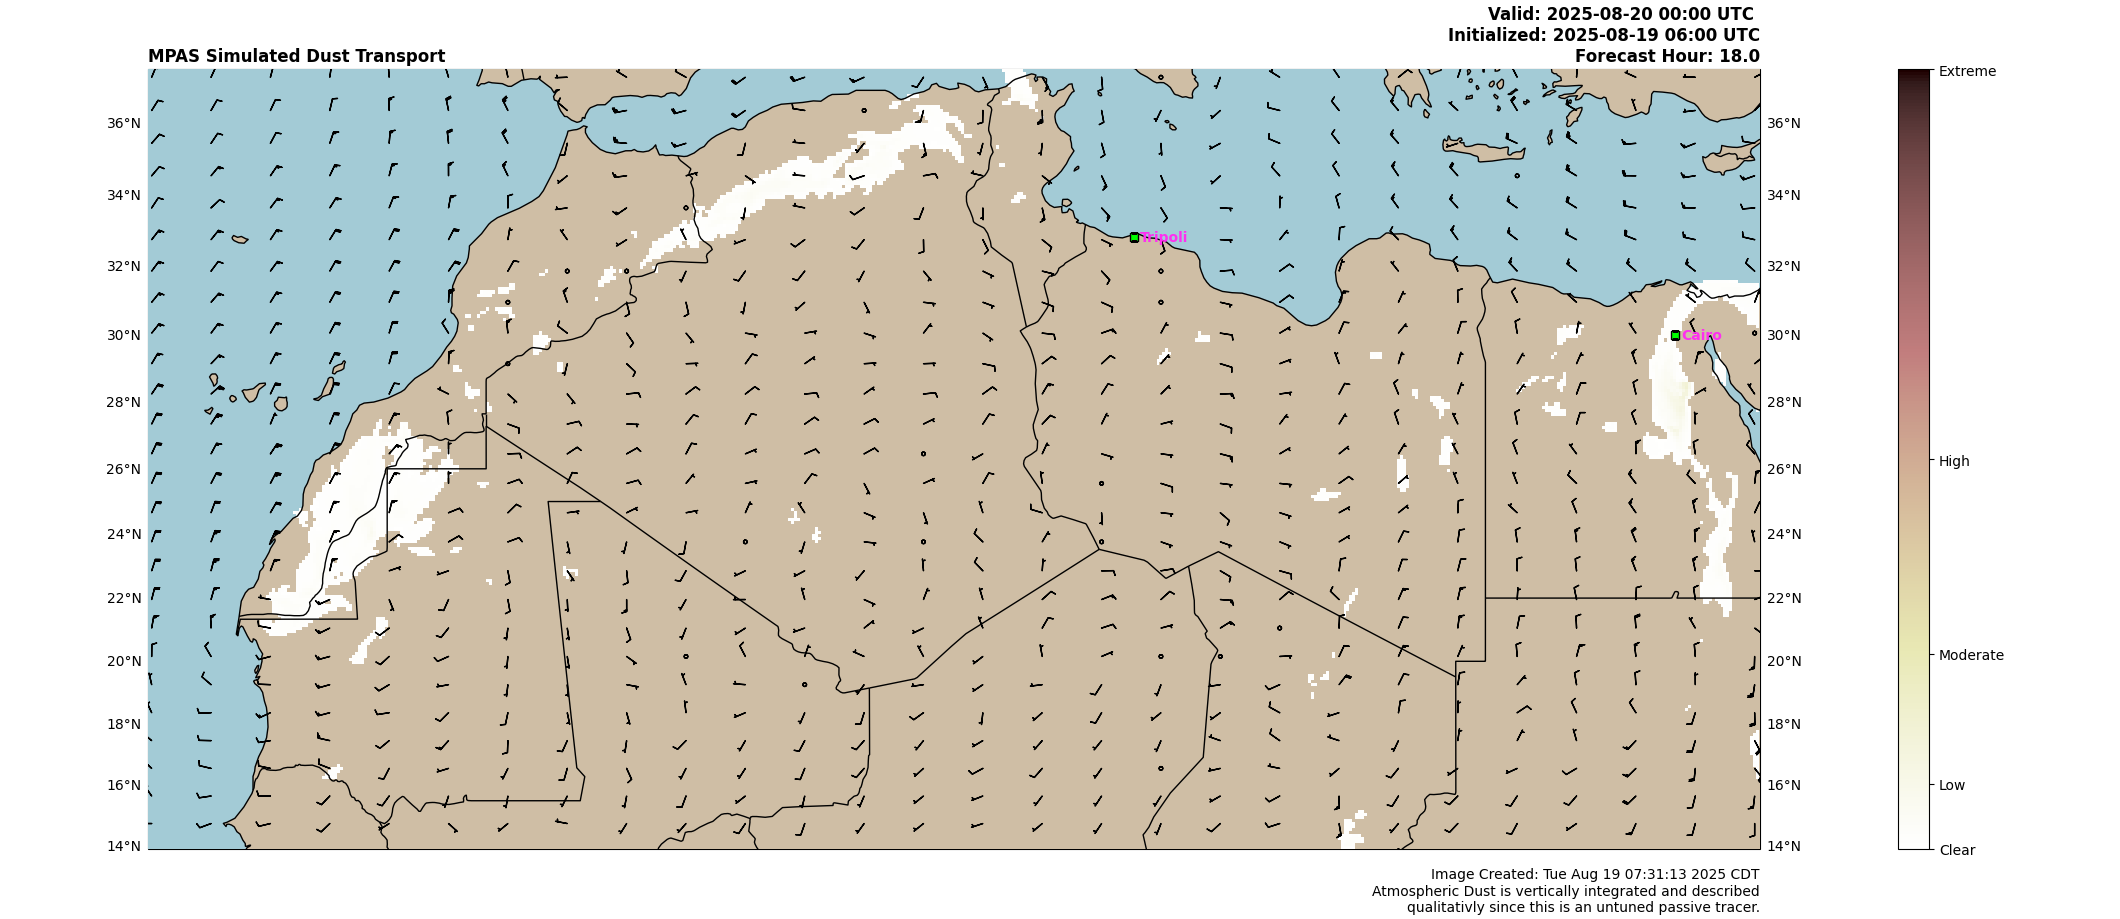 Valid: 2025-08-20 00:00 UTC
Initialized: 2025-08-19 06:00 UTC
MPAS Simulated Dust Transport
Forecast Hour: 18.0
Extreme
36°N
36°N
34°N
34°N
Tripoli
32°N
32°N
30°N
Cairo
30°N
28°N
28°N
26°N
26°N
High
24°N
24°N
22°N
22°N
20°N
20°N
Moderate
18°N
18°N
16°N
16°N
Low
14°N
14°N
Clear
Image Created: Tue Aug 19 07:31:13 2025 CDT
Atmospheric Dust is vertically integrated and described
qualitativly since this is an untuned passive tracer.